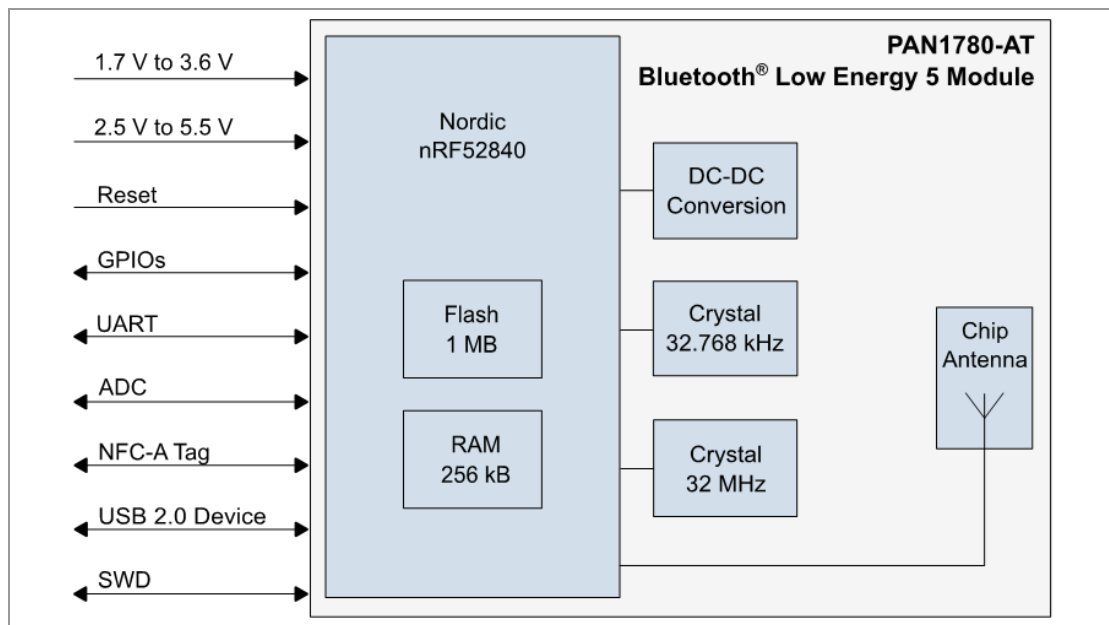 PAN1780-AT
Bluetooth® Low Energy 5 Module
1.7 V to 3.6 V
2.5 V to 5.5 V
Reset
GPIOs
UART
ADC
NFC-A Tag
USB 2.0 Device
SWD
Nordic
nRF52840
Flash
1 MB
RAM
256 kB
DC-DC
Conversion
Crystal
32.768 kHz
Crystal
32 MHz
Chip
Antenna